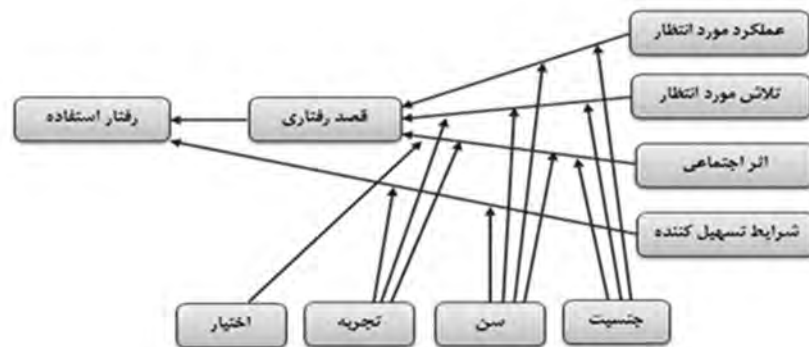 عملکرد مورد انتظار
تلاش مورد انتظار
قصد رفتاری
رفتار استفاده
اثر اجتماعی
شرایط تسهیل کننده
جنسیت
سن
تجربه
اختیار